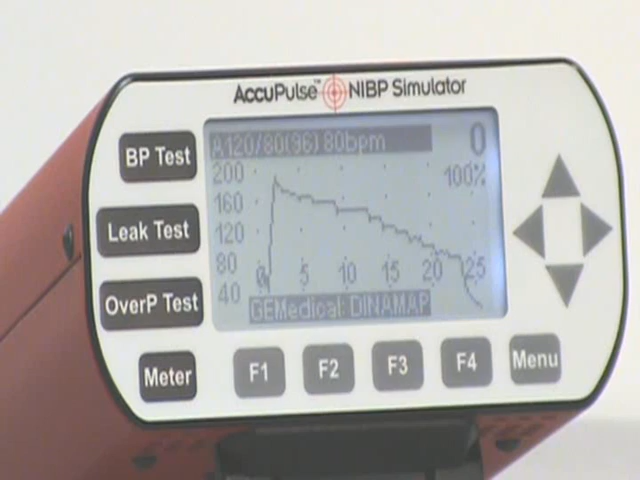 AccuPulse™ NIBP Simulator
BP Test
Leak Test
OverP Test
Meter
A 120/80(96) 80bpm 0
100%
200
160
120
80
40
0 5 10 15 20 25
GEMedical: DINAMAP
F1 F2 F3 F4 Menu